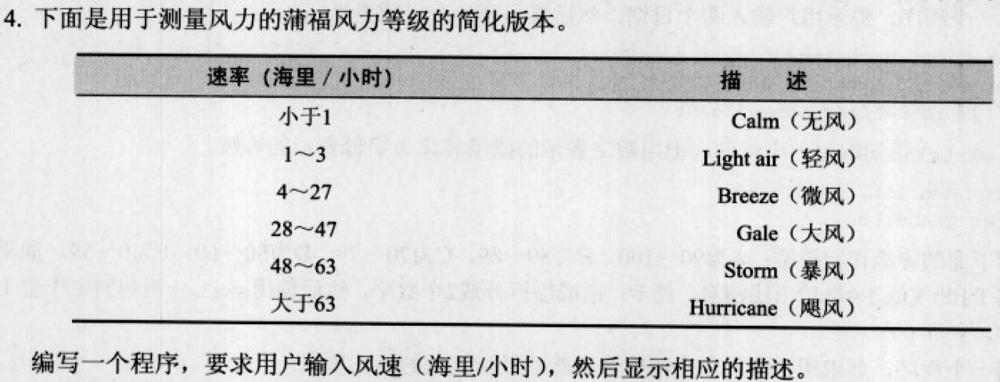 4. 下面是用于测量风力的蒲福风力等级的简化版本。
速率（海里 / 小时） 描 述
小于1 Calm（无风）
1～3 Light air（轻风）
4～27 Breeze（微风）
28～47 Gale（大风）
48～63 Storm（暴风）
大于63 Hurricane（飓风）
编写一个程序，要求用户输入风速（海里/小时），然后显示相应的描述。